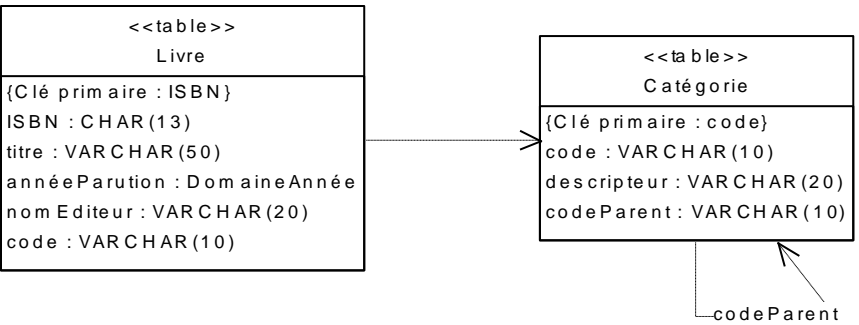 <<table>>
Livre
{Clé primaire : ISBN}
ISBN : CHAR(13)
titre : VARCHAR(50)
annéeParution : DomaineAnnée
nomEditeur : VARCHAR(20)
code : VARCHAR(10)
<<table>>
Catégorie
{Clé primaire : code}
code : VARCHAR(10)
descripteur : VARCHAR(20)
codeParent : VARCHAR(10)
codeParent